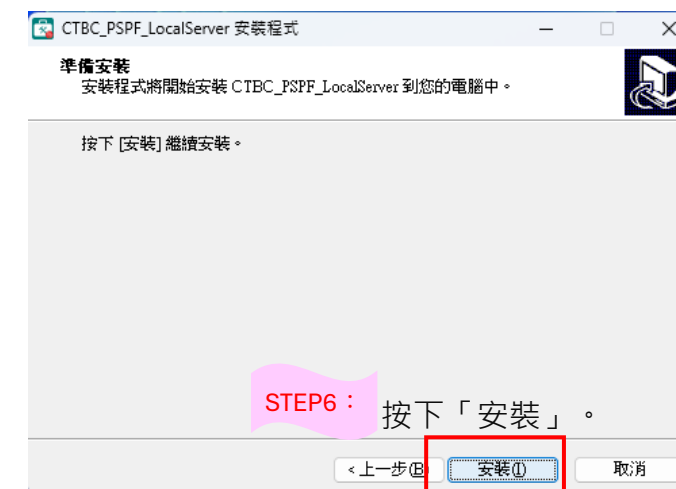 CTBC_PSPF_LocalServer 安裝程式
準備安裝
安裝程式將開始安裝 CTBC_PSPF_LocalServer 到您的電腦中。
按下 [安裝] 繼續安裝。
STEP6： 按下「安裝」。
<上一步(B) 安裝(I) 取消